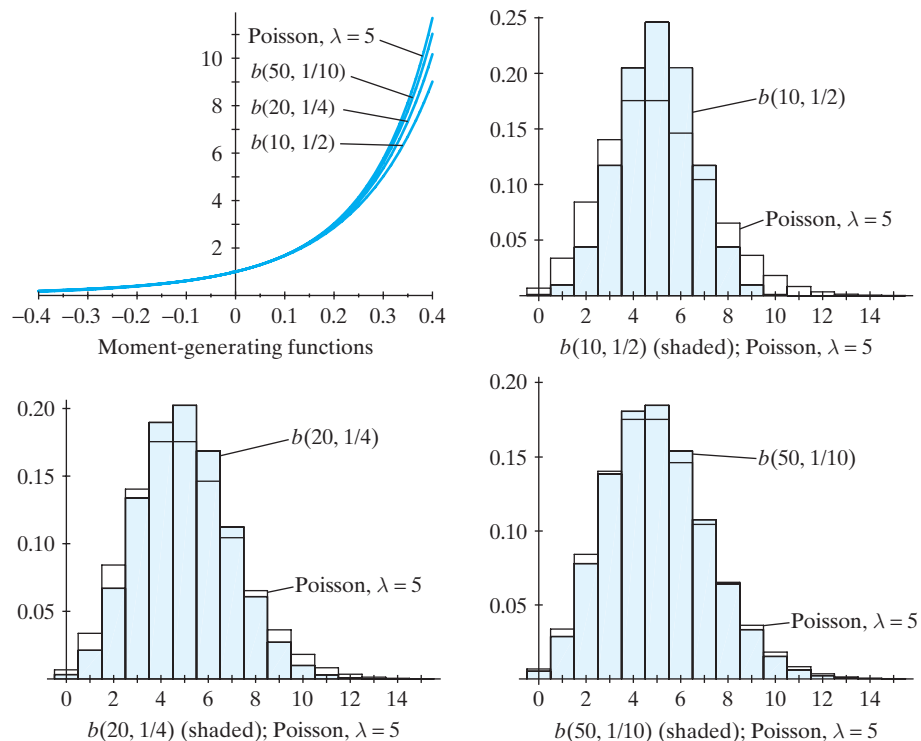 10
8
6
4
2
Poisson, λ = 5
b(50, 1/10)
b(20, 1/4)
b(10, 1/2)
−0.4 −0.3 −0.2 −0.1 0 0.1 0.2 0.3 0.4
Moment-generating functions
0.25
0.20
0.15
0.10
0.05
b(10, 1/2)
Poisson, λ = 5
0 2 4 6 8 10 12 14
b(10, 1/2) (shaded); Poisson, λ = 5
0.20
0.15
0.10
0.05
b(20, 1/4)
Poisson, λ = 5
0 2 4 6 8 10 12 14
b(20, 1/4) (shaded); Poisson, λ = 5
0.20
0.15
0.10
0.05
b(50, 1/10)
Poisson, λ = 5
0 2 4 6 8 10 12 14
b(50, 1/10) (shaded); Poisson, λ = 5